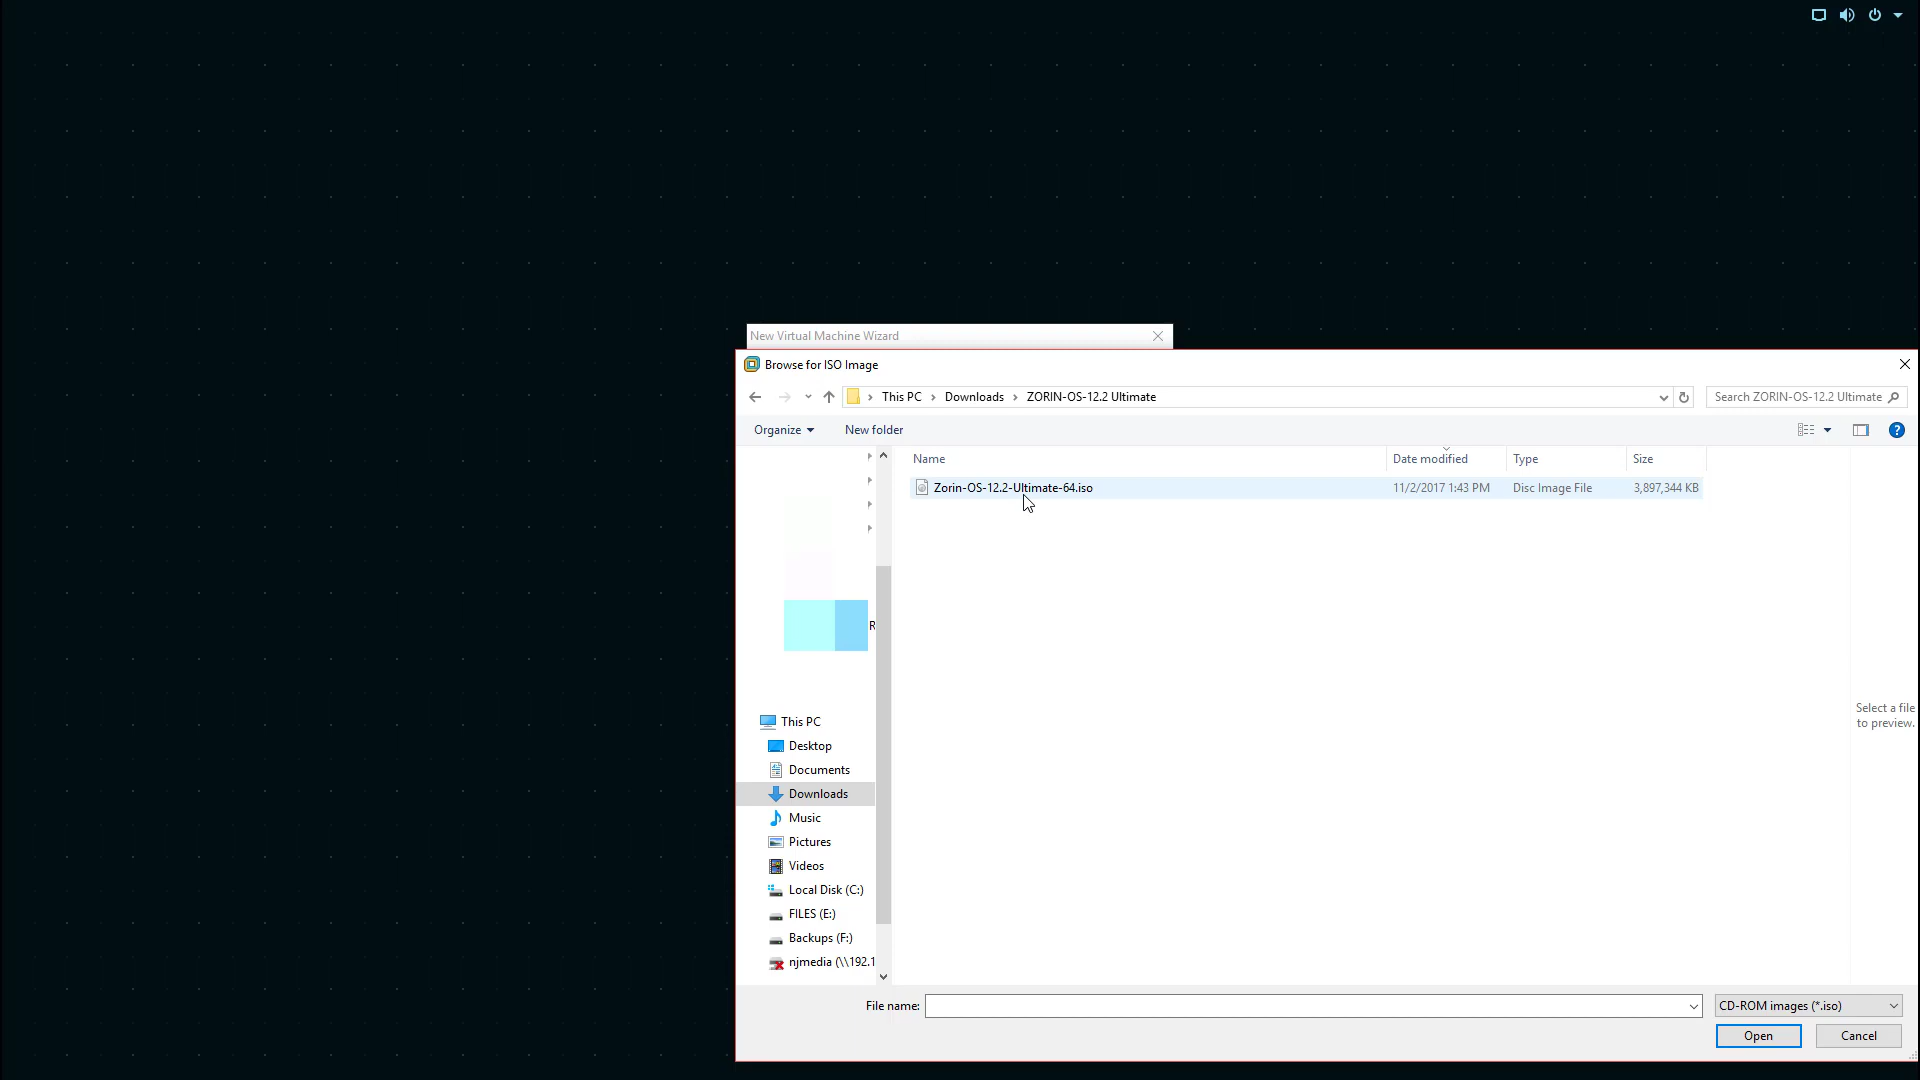 New Virtual Machine Wizard
Browse for ISO Image
This PC > Downloads > ZORIN-OS-12.2 Ultimate
Search ZORIN-OS-12.2 Ultimate
Organize
New folder
Name
Date modified
Type
Size
Zorin-OS-12.2-Ultimate-64.iso
11/2/2017 1:43 PM
Disc Image File
3,897,344 KB
R
This PC
Desktop
Documents
Downloads
Music
Pictures
Videos
Local Disk (C:)
FILES (E:)
Backups (F:)
njmedia (\\192.1
Select a file
to preview.
File name:
CD-ROM images (*.iso)
Open
Cancel